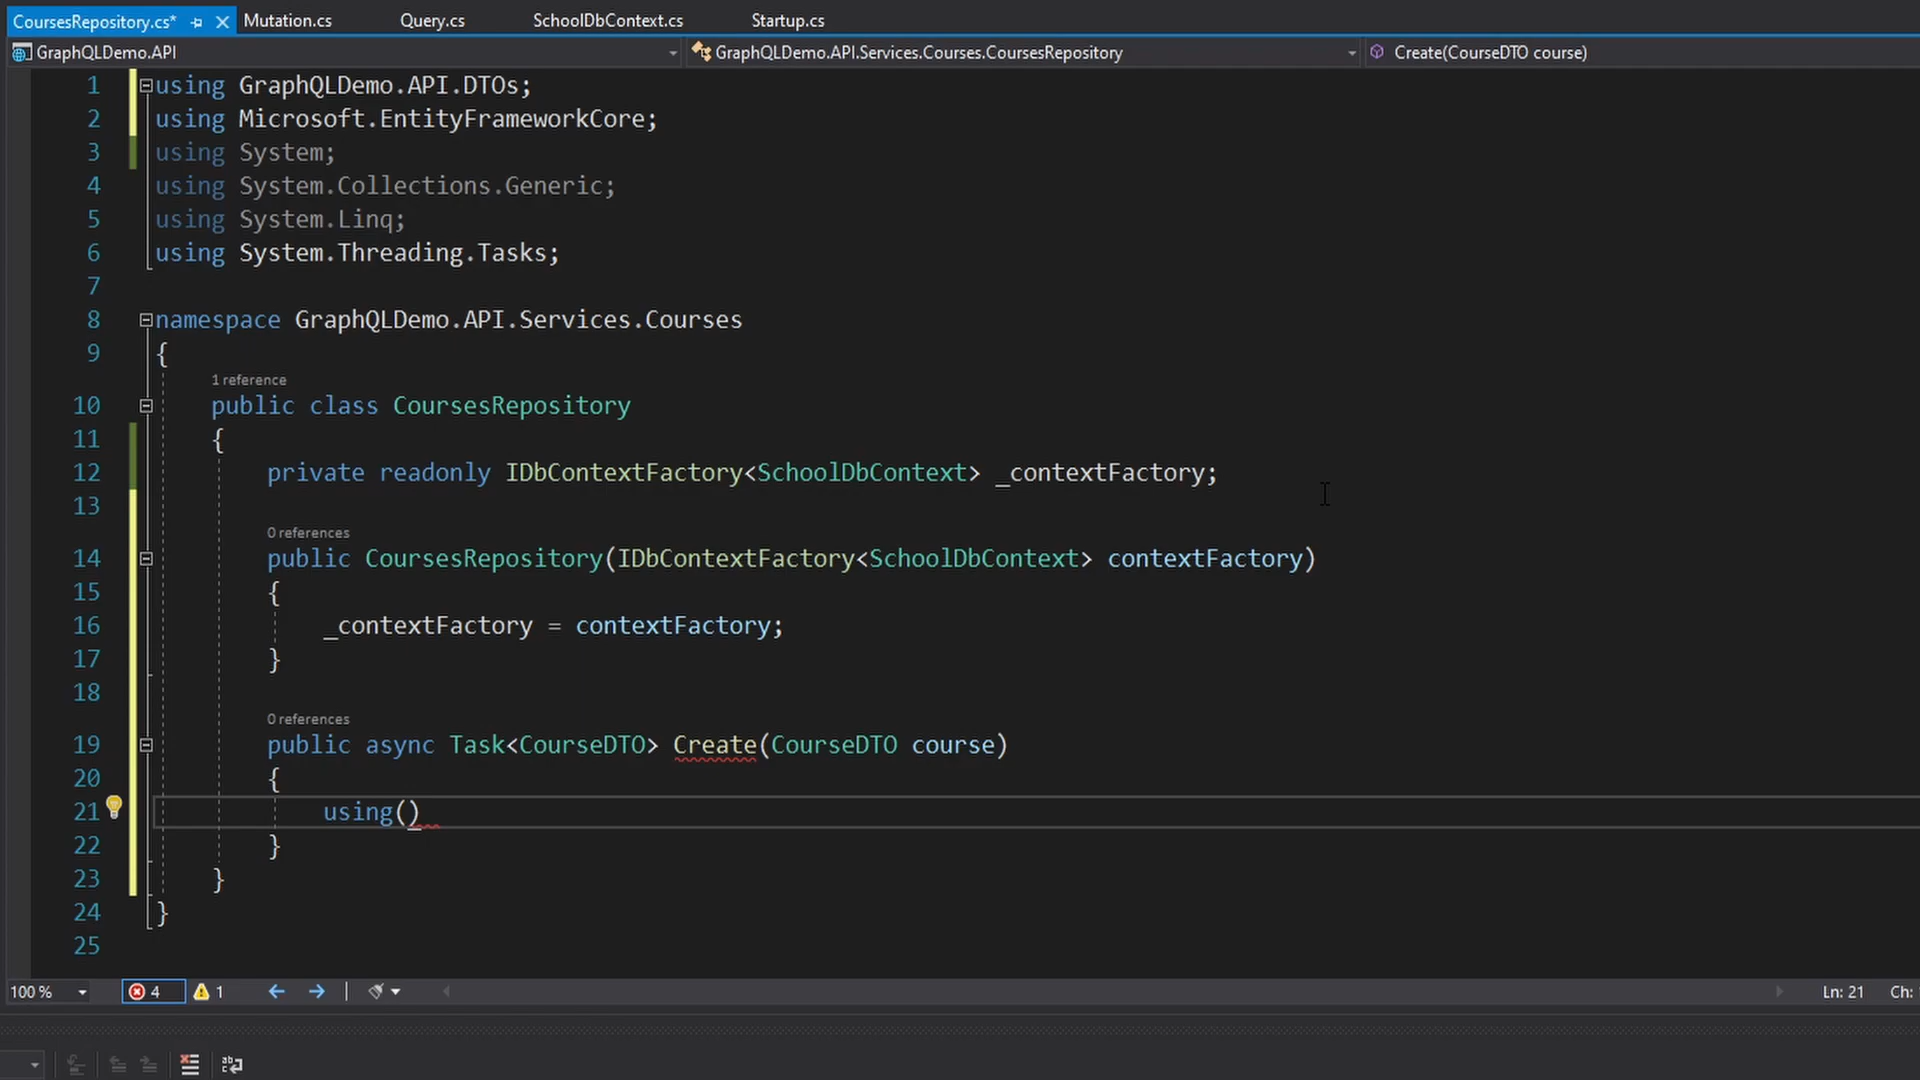 CoursesRepository.cs* Mutation.cs Query.cs SchoolDbContext.cs Startup.cs
GraphQLDemo.API GraphQLDemo.API.Services.Courses.CoursesRepository Create(CourseDTO course)
1 using GraphQLDemo.API.DTOs;
2 using Microsoft.EntityFrameworkCore;
3 using System;
4 using System.Collections.Generic;
5 using System.Linq;
6 using System.Threading.Tasks;
7
8 namespace GraphQLDemo.API.Services.Courses
9 {
1 reference
10 public class CoursesRepository
11 {
12 private readonly IDbContextFactory<SchoolDbContext> _contextFactory;
13
0 references
14 public CoursesRepository(IDbContextFactory<SchoolDbContext> contextFactory)
15 {
16 _contextFactory = contextFactory;
17 }
18
0 references
19 public async Task<CourseDTO> Create(CourseDTO course)
20 {
21 using()
22 }
23 }
24 }
25
100 % 4 1 Ln: 21 Ch: